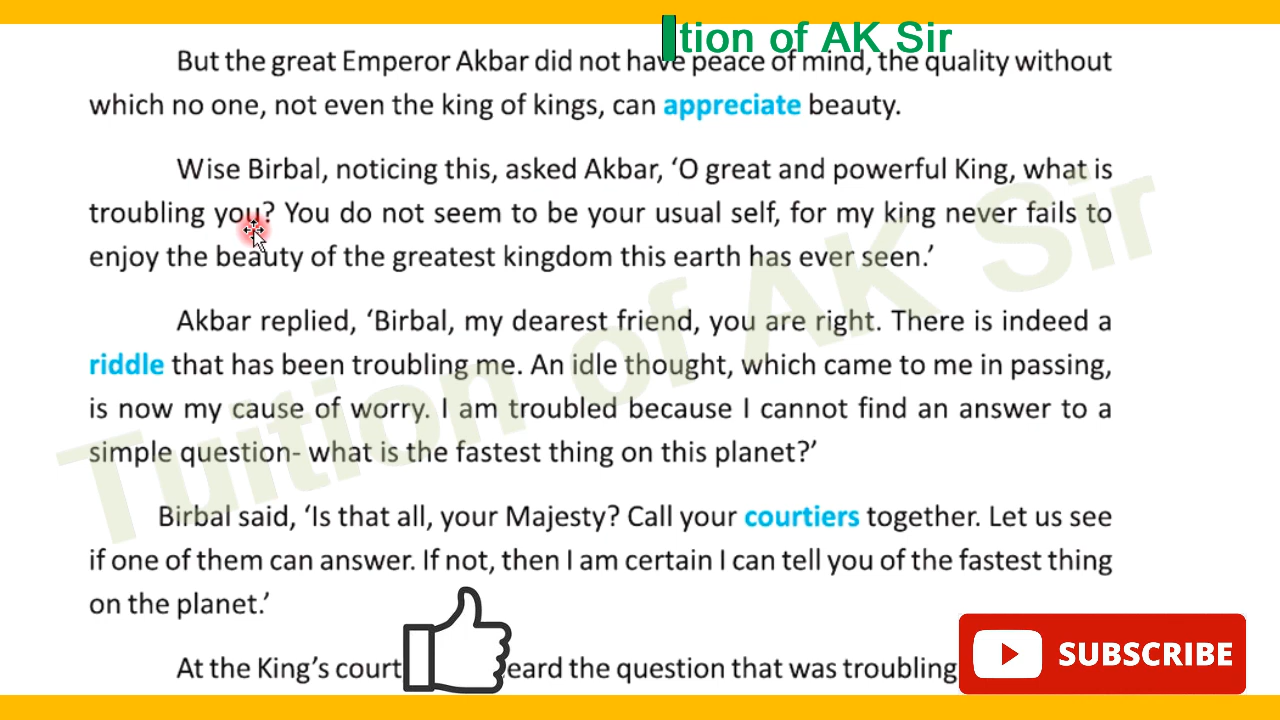 tion of AK Sir
But the great Emperor Akbar did not have peace of mind, the quality without
which no one, not even the king of kings, can appreciate beauty.
Wise Birbal, noticing this, asked Akbar, ‘O great and powerful King, what is
troubling you? You do not seem to be your usual self, for my king never fails to
enjoy the beauty of the greatest kingdom this earth has ever seen.’
Akbar replied, ‘Birbal, my dearest friend, you are right. There is indeed a
riddle that has been troubling me. An idle thought, which came to me in passing,
is now my cause of worry. I am troubled because I cannot find an answer to a
simple question- what is the fastest thing on this planet?’
Tuition of AK Sir
Birbal said, ‘Is that all, your Majesty? Call your courtiers together. Let us see
if one of them can answer. If not, then I am certain I can tell you of the fastest thing
on the planet.’
At the King’s court eard the question that was troubling
SUBSCRIBE